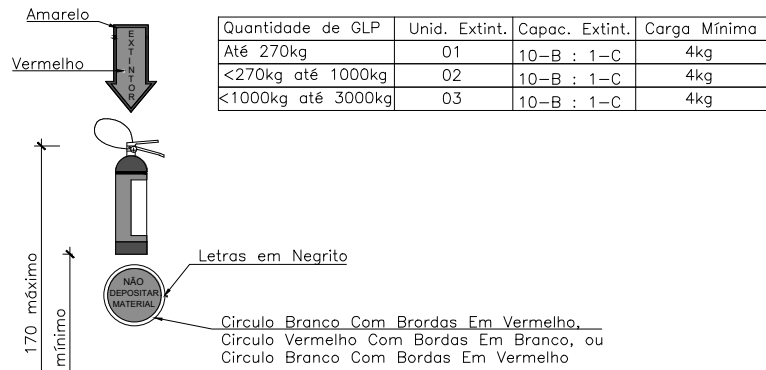 Amarelo
EXTINTOR
Vermelho
Quantidade de GLP Unid. Extint. Capac. Extint. Carga Mínima
Até 270kg 01 10-B : 1-C 4kg
<270kg até 1000kg 02 10-B : 1-C 4kg
<1000kg até 3000kg 03 10-B : 1-C 4kg
Letras em Negrito
NÃO
DEPOSITAR
MATERIAL
170 máximo
mínimo
Circulo Branco Com Brordas Em Vermelho,
Circulo Vermelho Com Bordas Em Branco, ou
Circulo Branco Com Bordas Em Vermelho